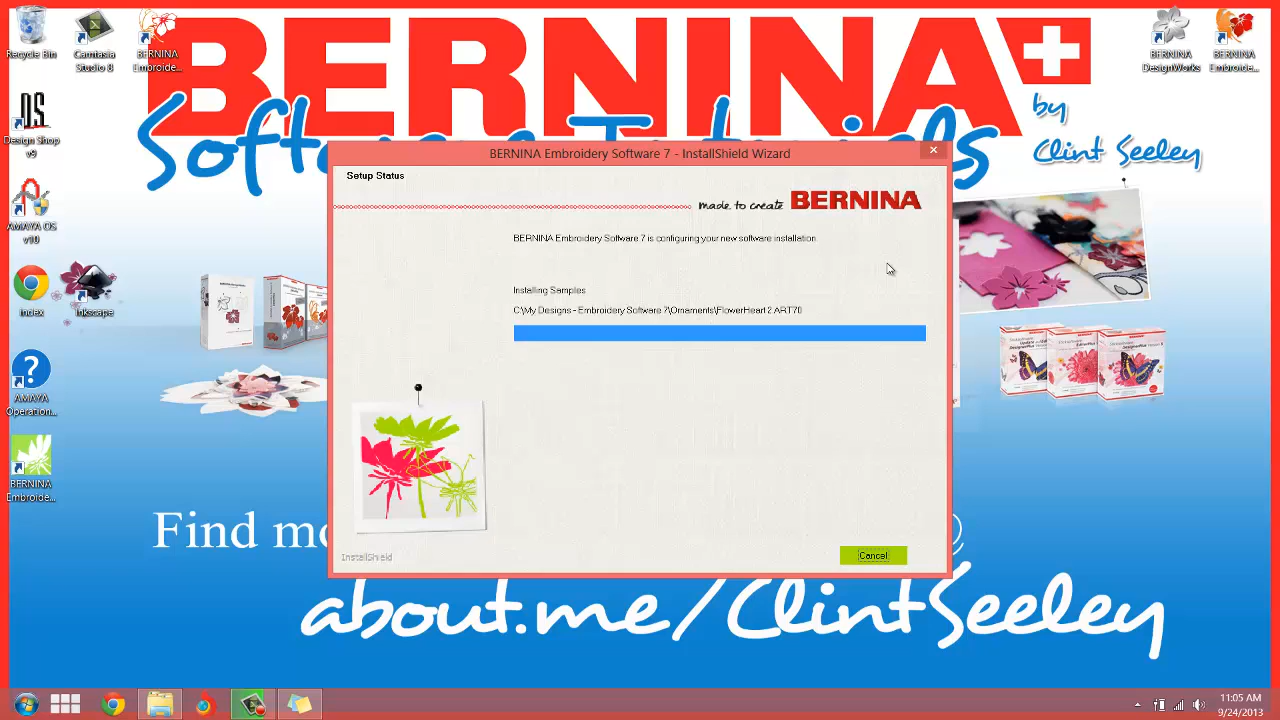 BERNINA
by
Clint Seeley
Recycle Bin
Camtasia
Studio 8
BERNINA
Embroide...
BERNINA
DesignWorks
BERNINA
Embroide...
Design Shop
v9
AMAYA OS
v10
Index
Inkscape
AMAYA
Operation...
BERNINA
Embroide...
BERNINA Embroidery Software 7 - InstallShield Wizard
Setup Status
made to create BERNINA
BERNINA Embroidery Software 7 is configuring your new software installation.
Installing Samples
C:\My Designs - Embroidery Software 7\Ornaments\FlowerHeart 2.ART70
InstallShield
Cancel
Find mo
@
about.me/ClintSeeley
11:05 AM
9/24/2013